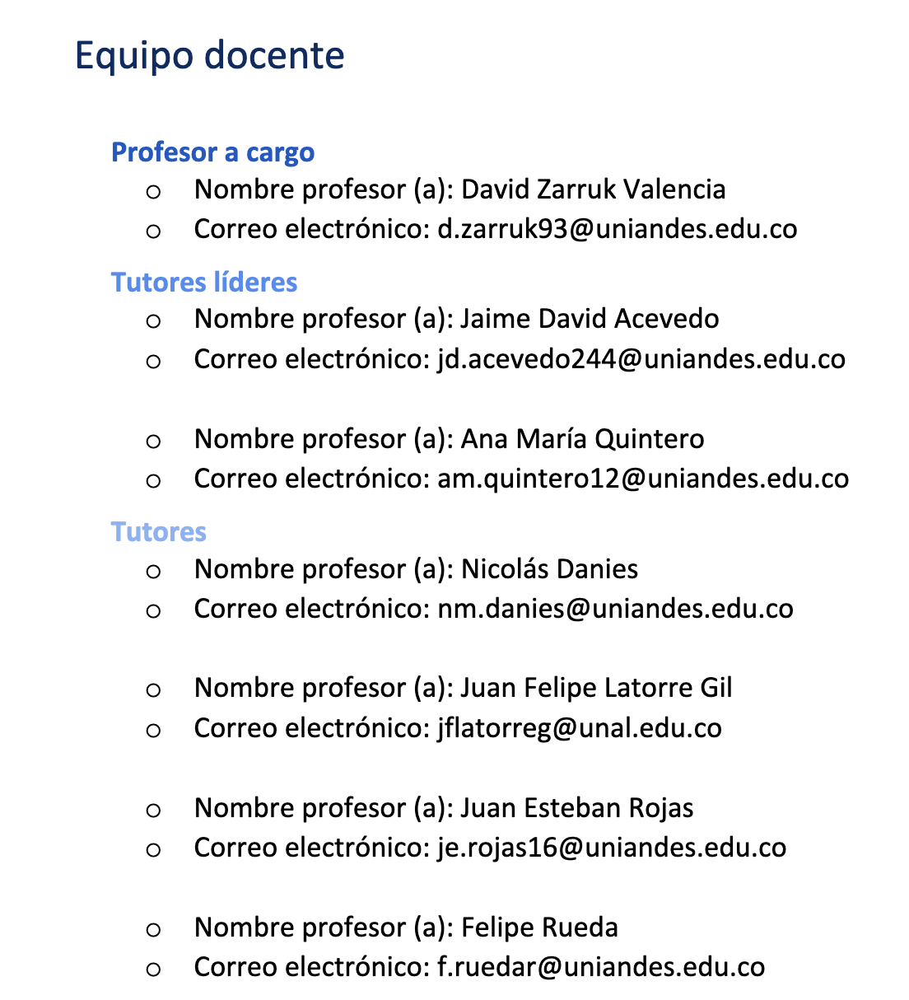 Equipo docente
Profesor a cargo
o Nombre profesor (a): David Zarruk Valencia
o Correo electrónico: d.zarruk93@uniandes.edu.co
Tutores líderes
o Nombre profesor (a): Jaime David Acevedo
o Correo electrónico: jd.acevedo244@uniandes.edu.co
o Nombre profesor (a): Ana María Quintero
o Correo electrónico: am.quintero12@uniandes.edu.co
Tutores
o Nombre profesor (a): Nicolás Danies
o Correo electrónico: nm.danies@uniandes.edu.co
o Nombre profesor (a): Juan Felipe Latorre Gil
o Correo electrónico: jflatorreg@unal.edu.co
o Nombre profesor (a): Juan Esteban Rojas
o Correo electrónico: je.rojas16@uniandes.edu.co
o Nombre profesor (a): Felipe Rueda
o Correo electrónico: f.ruedar@uniandes.edu.co